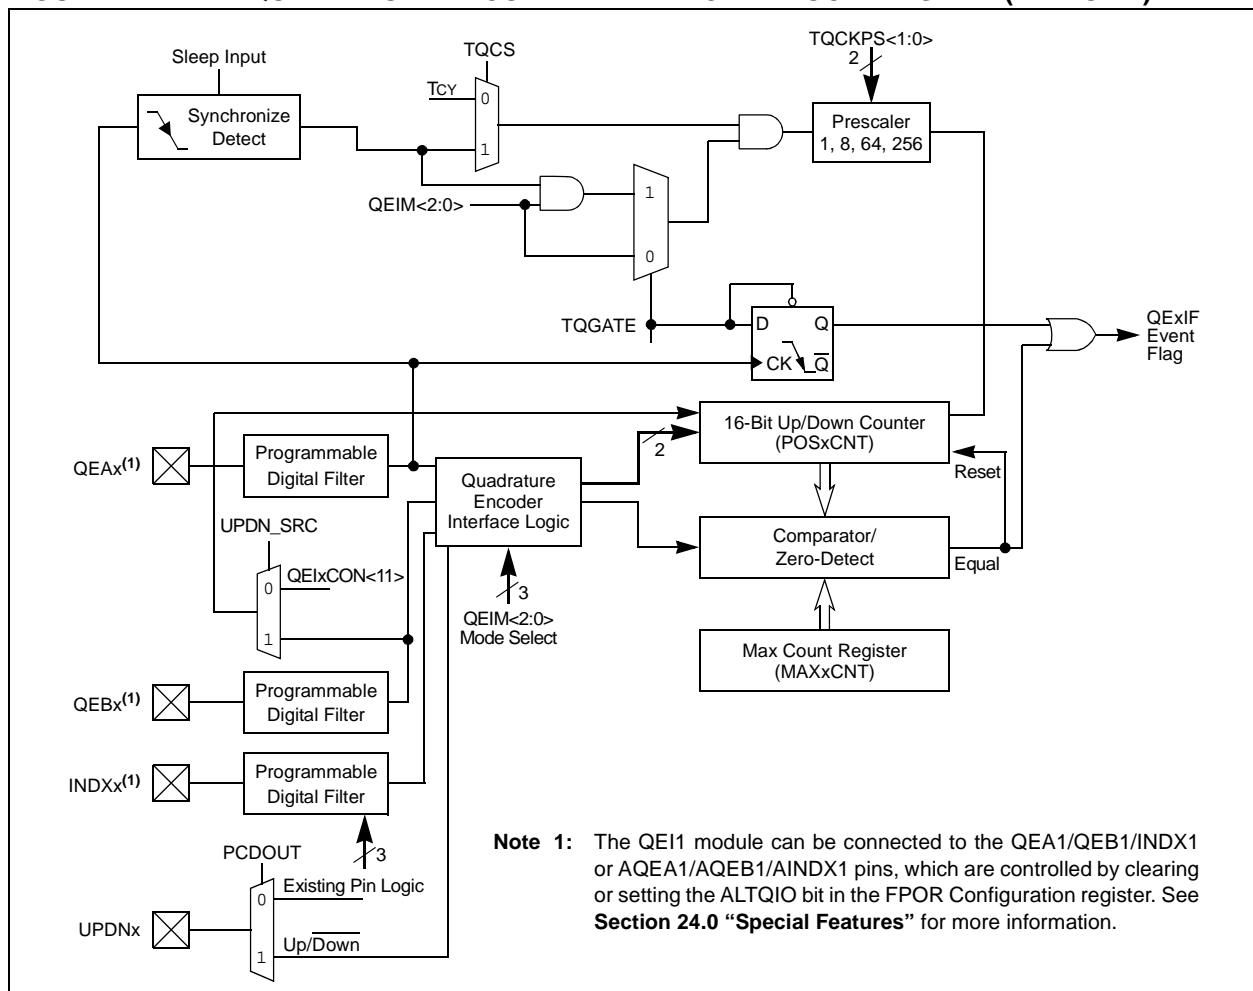 Sleep Input
TQCS
TQCKPS<1:0>
2
TCY
0
1
Synchronize
Detect
Prescaler
1, 8, 64, 256
QEIM<2:0>
1
0
TQGATE
D Q
CK Q̅
QExIF
Event
Flag
16-Bit Up/Down Counter
(POSxCNT)
2
Reset
QEAx(1)
Programmable
Digital Filter
Quadrature
Encoder
Interface Logic
UPDN_SRC
0
QEIxCON<11>
1
Comparator/
Zero-Detect
Equal
3
QEIM<2:0>
Mode Select
Max Count Register
(MAXxCNT)
QEBx(1)
Programmable
Digital Filter
INDXx(1)
Programmable
Digital Filter
3
PCDOUT
Existing Pin Logic
0
UPDNx
Up/D̅o̅w̅n̅
1
Note 1: The QEI1 module can be connected to the QEA1/QEB1/INDX1
or AQEA1/AQEB1/AINDX1 pins, which are controlled by clearing
or setting the ALTQIO bit in the FPOR Configuration register. See
Section 24.0 “Special Features” for more information.